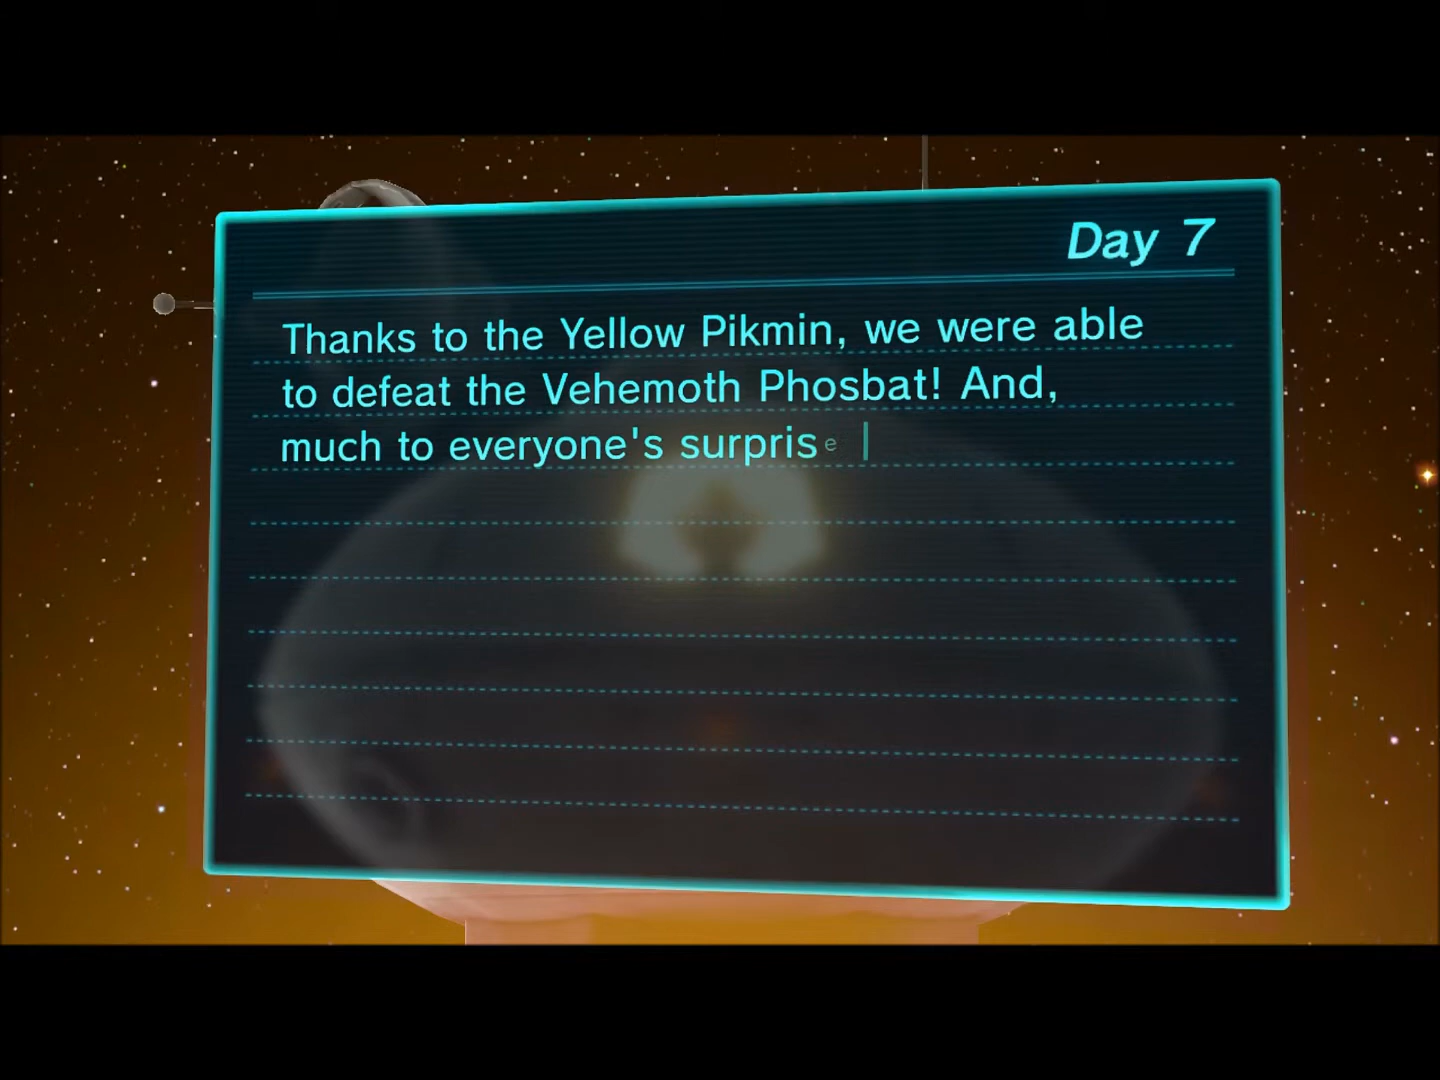 Day 7
Thanks to the Yellow Pikmin, we were able
to defeat the Vehemoth Phosbat! And,
much to everyone's surprise